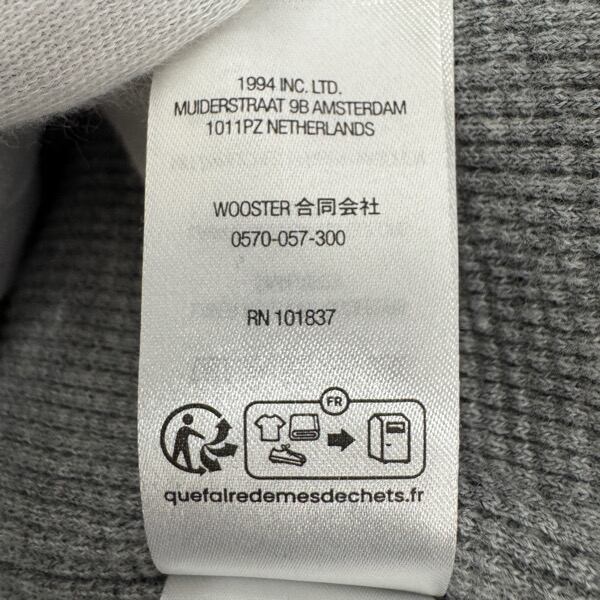 1994 INC. LTD.
MUIDERSTRAAT 9B AMSTERDAM
1011PZ NETHERLANDS
WOOSTER 合同会社
0570-057-300
RN 101837
FR
quefairedemesdechets.fr